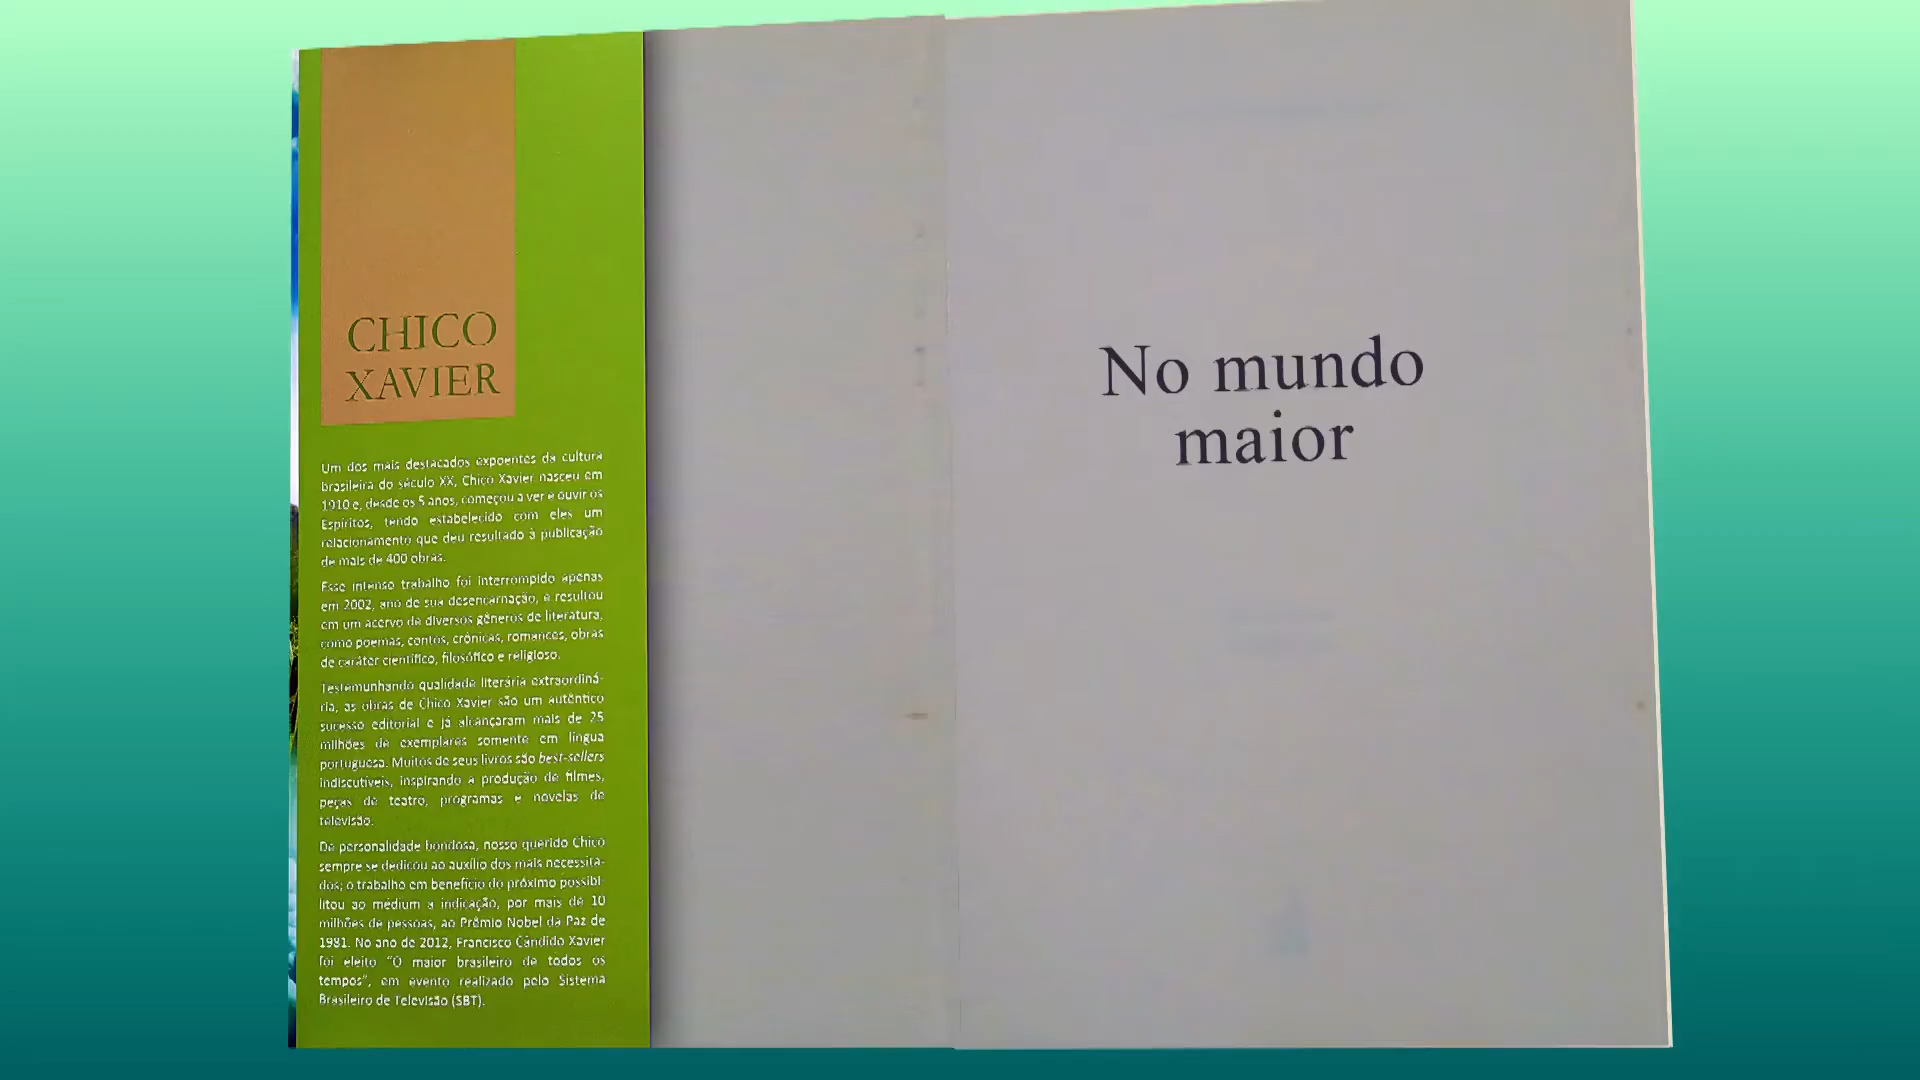 CHICO
XAVIER
Um dos mais destacados expoentes da cultura
brasileira do século XX, Chico Xavier nasceu em
1910 e, desde os 5 anos, começou a ver e ouvir os
Espíritos, tendo estabelecido com eles um
relacionamento que deu resultado à publicação
de mais de 400 obras.
Esse intenso trabalho foi interrompido apenas
em 2002, ano de sua desencarnação, e resultou
em um acervo de diversos gêneros de literatura,
como poemas, contos, crônicas, romances, obras
de caráter científico, filosófico e religioso.
Testemunhando qualidade literária extraordiná-
ria, as obras de Chico Xavier são um autêntico
sucesso editorial e já alcançaram mais de 25
milhões de exemplares somente em língua
portuguesa. Muitos de seus livros são best-sellers
indiscutíveis, inspirando a produção de filmes,
peças de teatro, programas e novelas de
televisão.
De personalidade bondosa, nosso querido Chico
sempre se dedicou ao auxílio dos mais necessita-
dos; o trabalho em benefício do próximo possibi-
litou ao médium a indicação, por mais de 10
milhões de pessoas, ao Prêmio Nobel da Paz de
1981. No ano de 2012, Francisco Cândido Xavier
foi eleito “O maior brasileiro de todos os
tempos”, em evento realizado pelo Sistema
Brasileiro de Televisão (SBT).
No mundo
maior